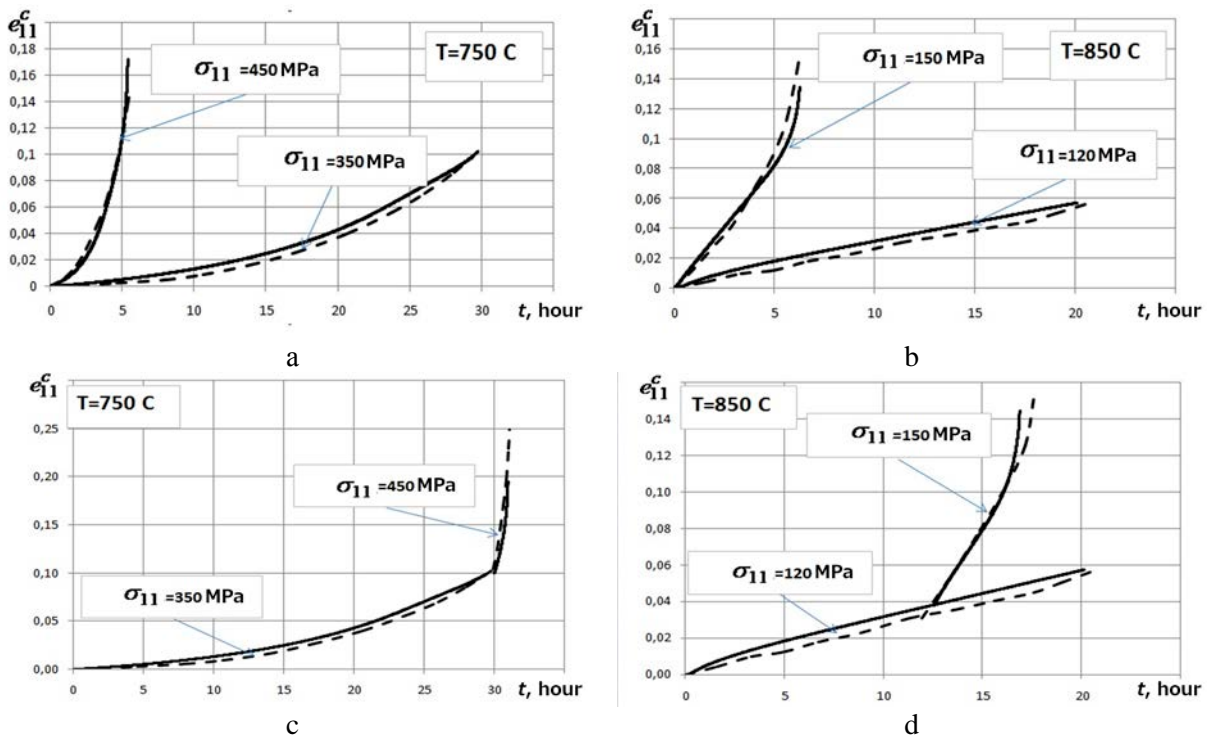 e₁₁ᶜ
0,18
0,16
0,14
0,12
0,1
0,08
0,06
0,04
0,02
0
σ₁₁ =450 MPa
T=750 C
σ₁₁ =350 MPa
0 5 10 15 20 25 30 t, hour
a
e₁₁ᶜ
0,16
0,14
0,12
0,1
0,08
0,06
0,04
0,02
0
σ₁₁ =150 MPa
T=850 C
σ₁₁ =120 MPa
0 5 10 15 20 t, hour
b
e₁₁ᶜ
T=750 C
0,25
0,20
0,15
0,10
0,05
0,00
σ₁₁ =450 MPa
σ₁₁ =350 MPa
0 5 10 15 20 25 30 t, hour
c
e₁₁ᶜ
T=850 C
0,14
0,12
0,10
0,08
0,06
0,04
0,02
0,00
σ₁₁ =150 MPa
σ₁₁ =120 MPa
0 5 10 15 20 t, hour
d